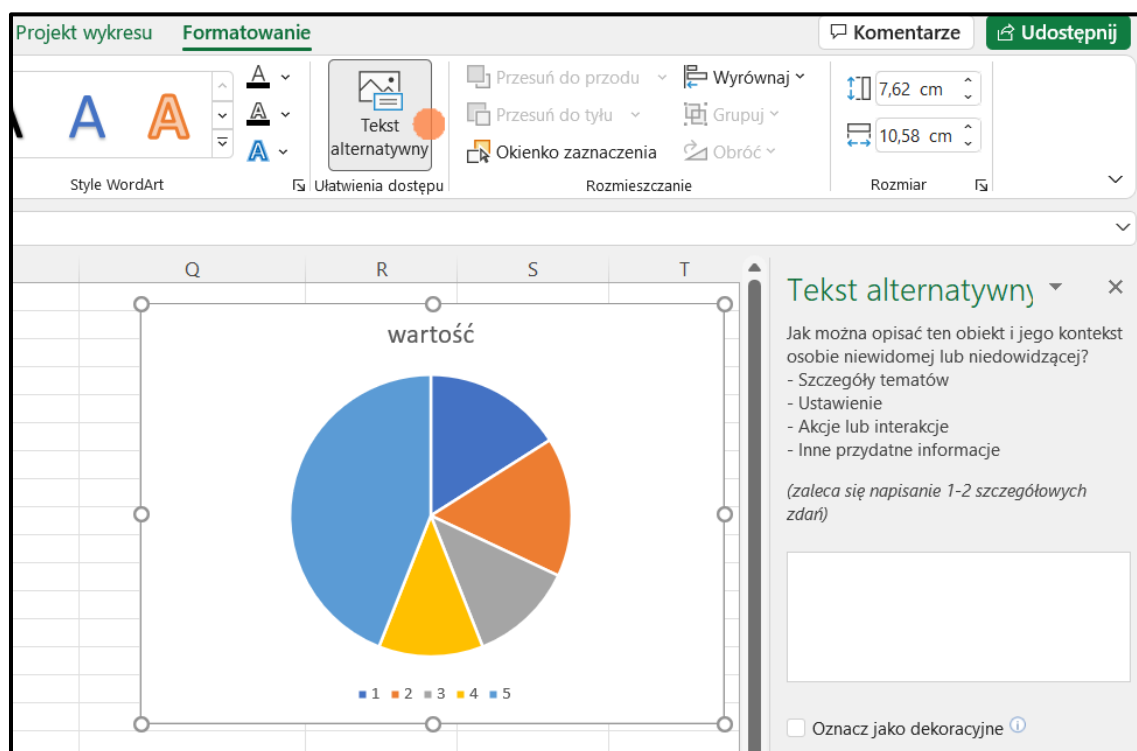 Projekt wykresu Formatowanie Komentarze Udostępnij
A A A
A A A
Tekst alternatywny
Przesuń do przodu
Przesuń do tyłu
Okienko zaznaczenia
Wyrównaj
Grupuj
Obróć
7,62 cm
10,58 cm
Style WordArt Ułatwienia dostępu Rozmieszczanie Rozmiar
Q R S T
wartość
1 2 3 4 5
Tekst alternatywny
Jak można opisać ten obiekt i jego kontekst
osobie niewidomej lub niedowidzącej?
- Szczegóły tematów
- Ustawienie
- Akcje lub interakcje
- Inne przydatne informacje
(zaleca się napisanie 1-2 szczegółowych
zdań)
Oznacz jako dekoracyjne